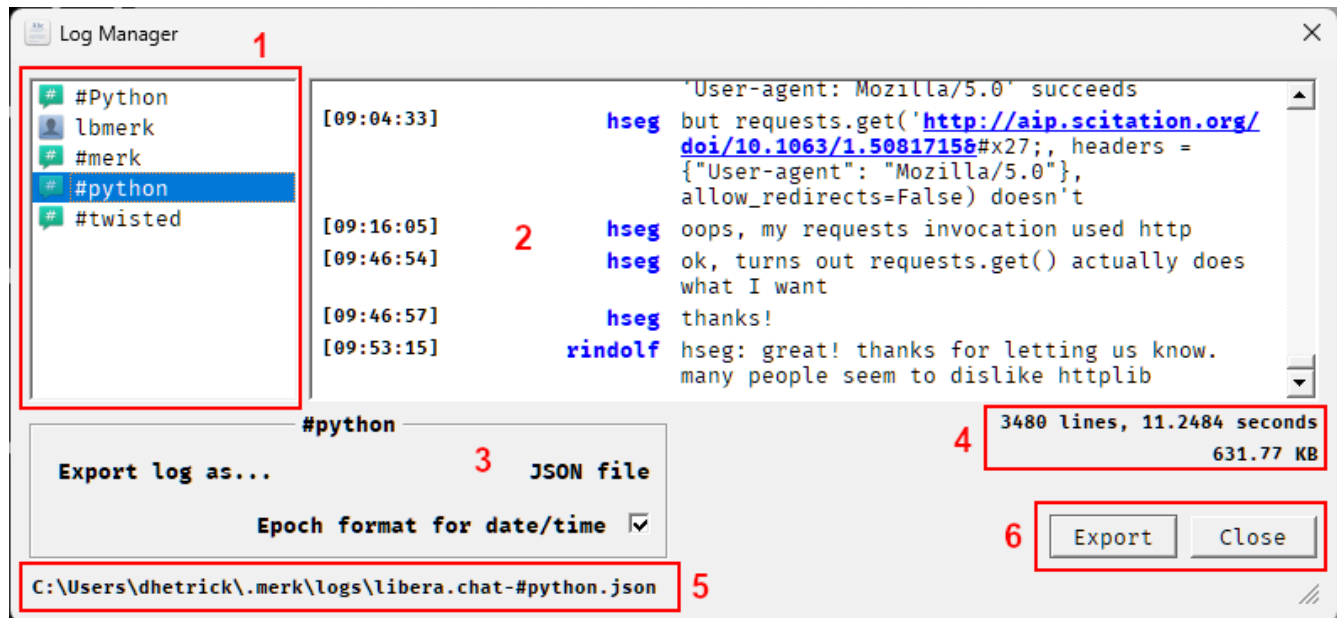 Log Manager
1
#Python
lbmerk
#merk
#python
#twisted
'User-agent: Mozilla/5.0' succeeds
[09:04:33] hseg but requests.get('http://aip.scitation.org/
doi/10.1063/1.5081715&#x27;, headers =
{"User-agent": "Mozilla/5.0"},
allow_redirects=False) doesn't
[09:16:05] 2 hseg oops, my requests invocation used http
[09:46:54] hseg ok, turns out requests.get() actually does
what I want
[09:46:57] hseg thanks!
[09:53:15] rindolf hseg: great! thanks for letting us know.
many people seem to dislike httplib
#python
Export log as... 3 JSON file
Epoch format for date/time
4 3480 lines, 11.2484 seconds
631.77 KB
6 Export Close
C:\Users\dhetrick\.merk\logs\libera.chat-#python.json 5